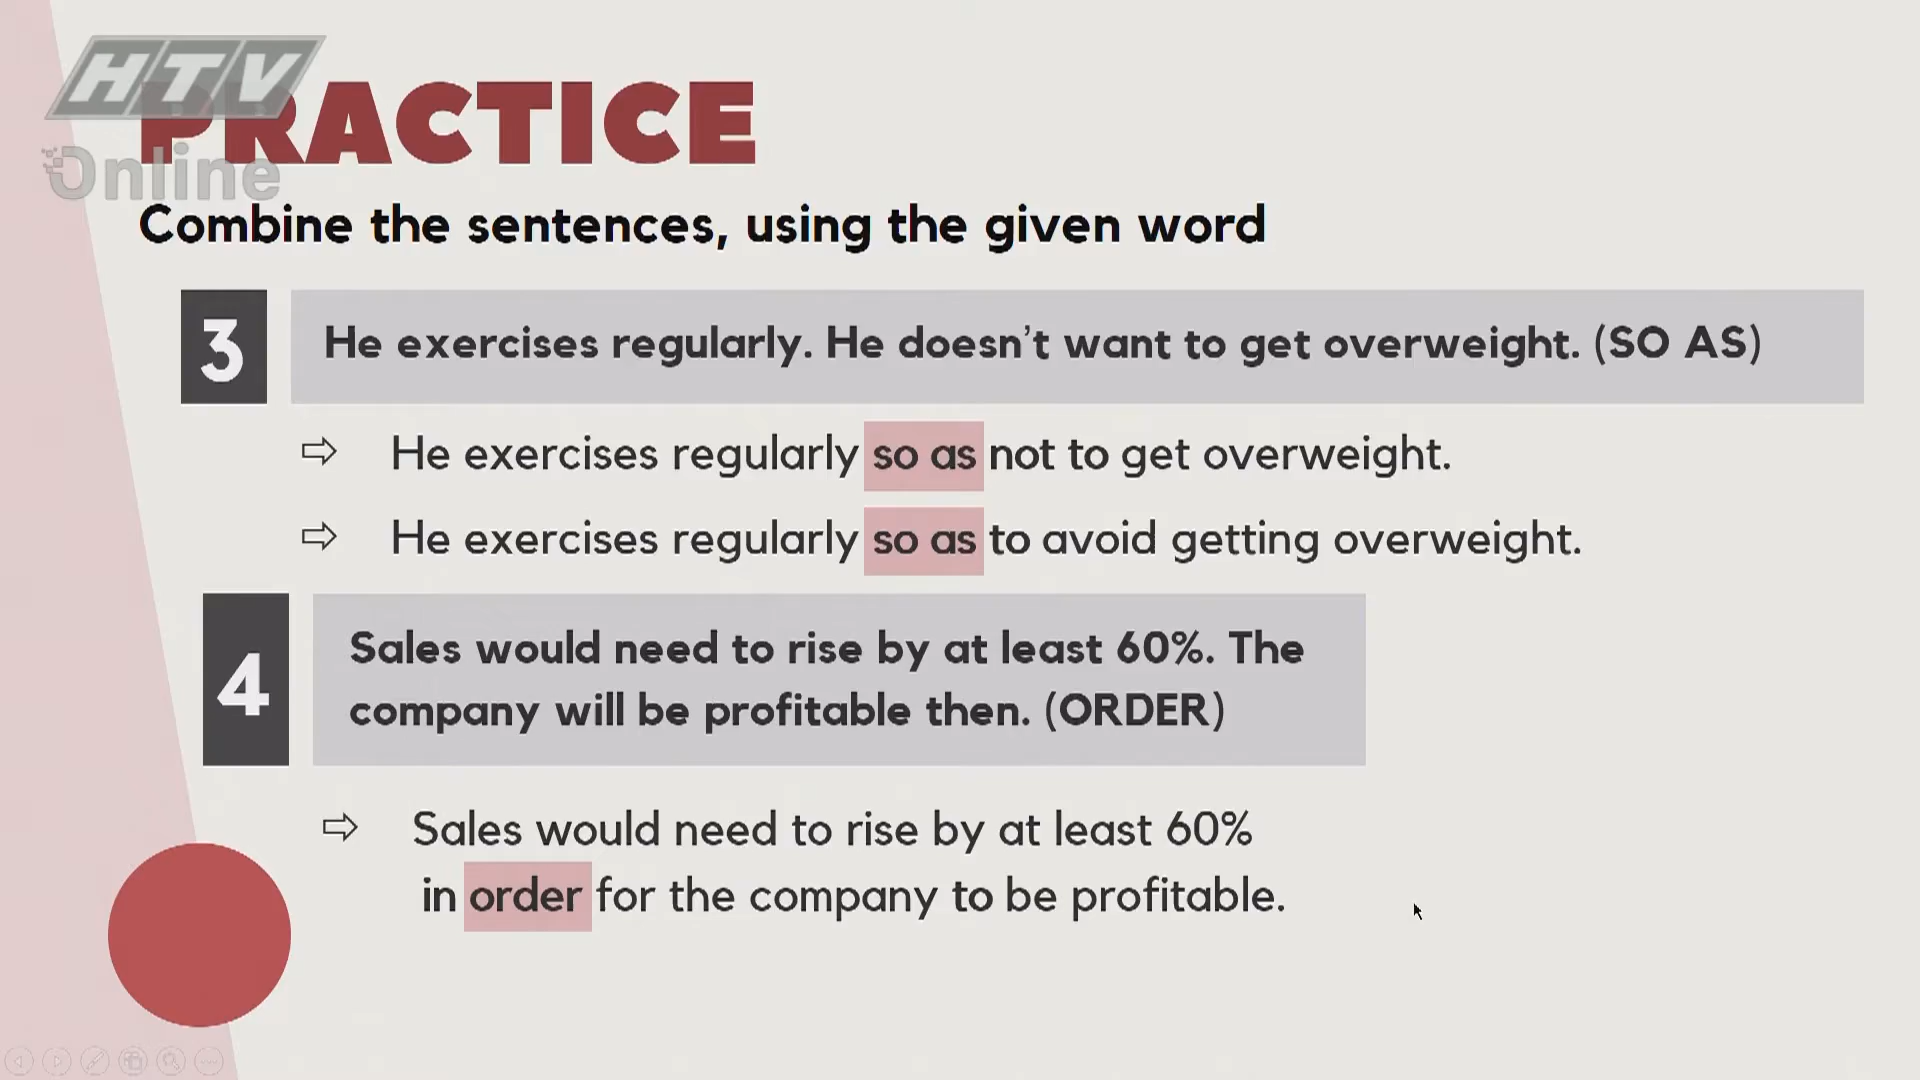 HTV
Online
PRACTICE
Combine the sentences, using the given word
3
He exercises regularly. He doesn't want to get overweight. (SO AS)
⇨ He exercises regularly so as not to get overweight.
⇨ He exercises regularly so as to avoid getting overweight.
4
Sales would need to rise by at least 60%. The
company will be profitable then. (ORDER)
⇨ Sales would need to rise by at least 60%
in order for the company to be profitable.